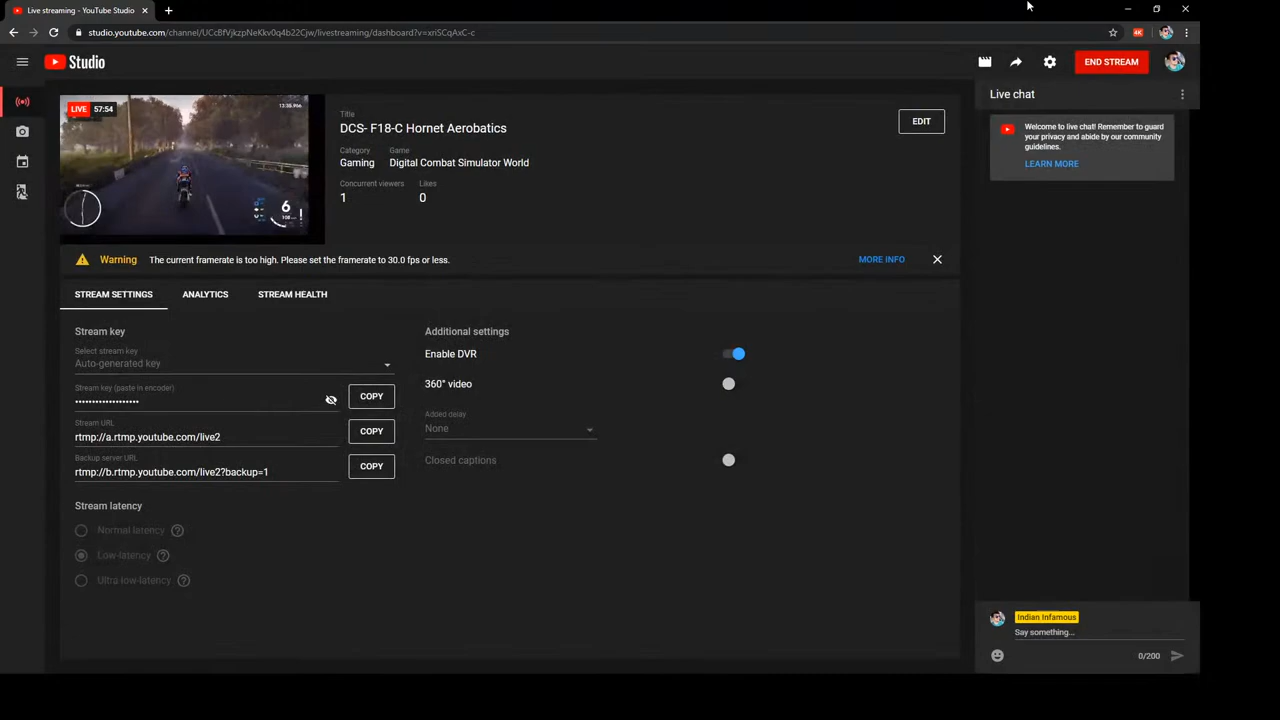 Live streaming - YouTube Studio
studio.youtube.com/channel/UCcBfVjkzpNeKkv0q4b22Cjw/livestreaming/dashboard?v=xriSCqAxC-c
4K
Studio
END STREAM
LIVE 57:54
13:35 PM
6
Title
DCS- F18-C Hornet Aerobatics
EDIT
Category Game
Gaming Digital Combat Simulator World
Concurrent viewers Likes
1 0
Warning The current framerate is too high. Please set the framerate to 30.0 fps or less. MORE INFO
STREAM SETTINGS ANALYTICS STREAM HEALTH
Stream key
Select stream key
Auto-generated key
Stream key (paste in encoder)
COPY
Stream URL
rtmp://a.rtmp.youtube.com/live2
COPY
Backup server URL
rtmp://b.rtmp.youtube.com/live2?backup=1
COPY
Stream latency
Normal latency
Low-latency
Ultra low-latency
Additional settings
Enable DVR
360° video
Added delay
None
Closed captions
Live chat
Welcome to live chat! Remember to guard
your privacy and abide by our community
guidelines.
LEARN MORE
Indian Infamous
Say something...
0/200